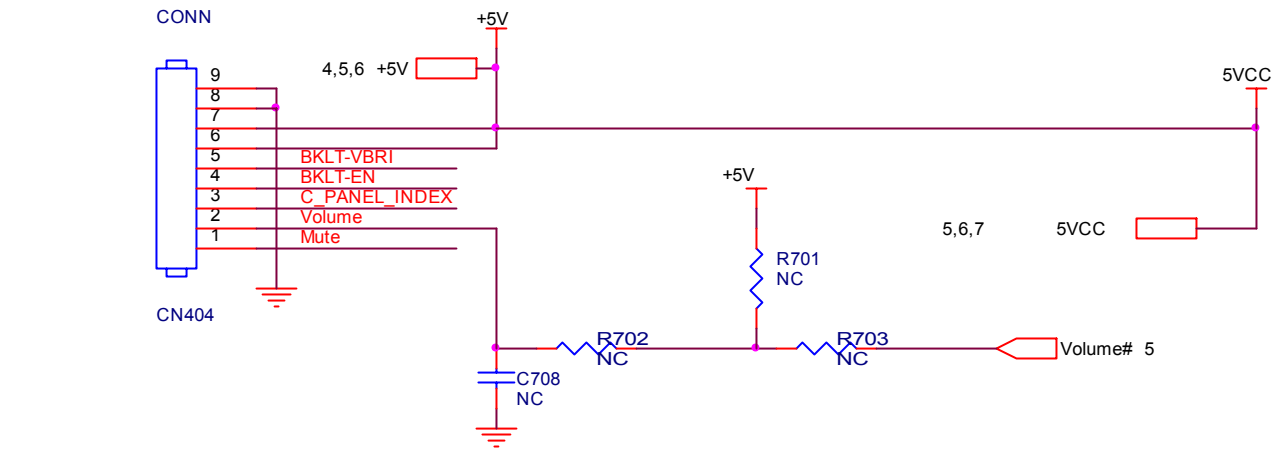 CONN
+5V
4,5,6 +5V
5VCC
9
8
7
6
5 BKLT-VBRI
4 BKLT-EN
3 C_PANEL_INDEX
2 Volume
1 Mute
+5V
5,6,7 5VCC
R701
NC
CN404
R702
NC
R703
NC
Volume# 5
C708
NC